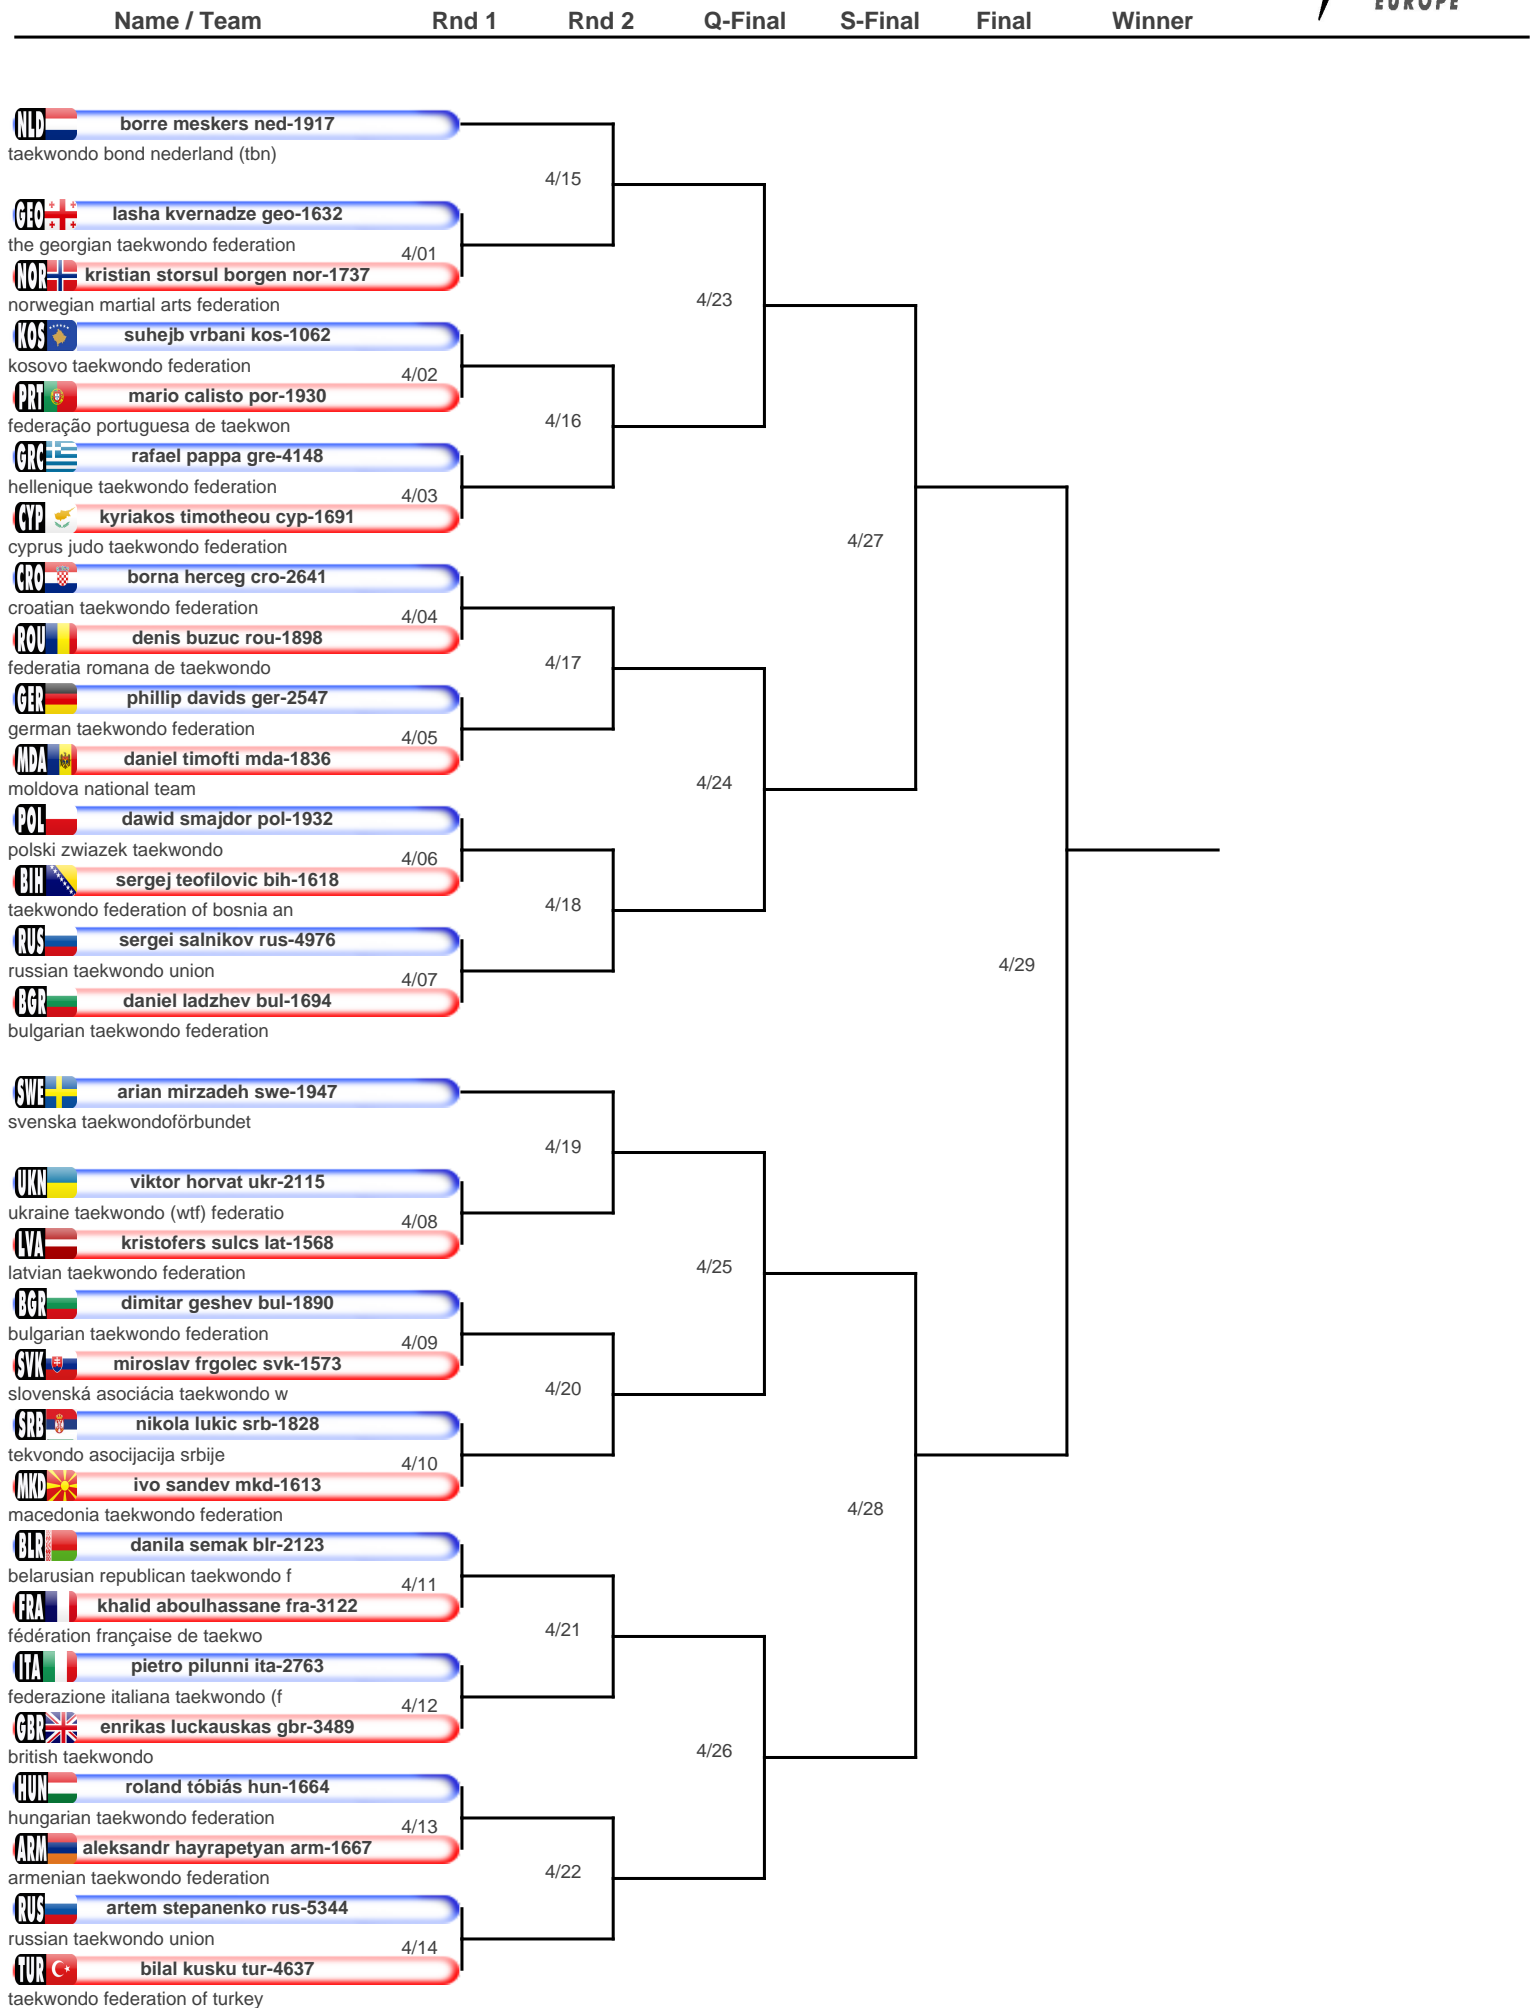 EUROPE
Name / Team Rnd 1 Rnd 2 Q-Final S-Final Final Winner
NLD borre meskers ned-1917
taekwondo bond nederland (tbn)
4/15
GEO lasha kvernadze geo-1632
the georgian taekwondo federation
4/01
NOR kristian storsul borgen nor-1737
norwegian martial arts federation
4/23
KOS suhejb vrbani kos-1062
kosovo taekwondo federation
4/02
PRT mario calisto por-1930
federação portuguesa de taekwon
4/16
GRC rafael pappa gre-4148
hellenique taekwondo federation
4/03
CYP kyriakos timotheou cyp-1691
cyprus judo taekwondo federation
4/27
CRO borna herceg cro-2641
croatian taekwondo federation
4/04
ROU denis buzuc rou-1898
federatia romana de taekwondo
4/17
GER phillip davids ger-2547
german taekwondo federation
4/05
MDA daniel timofti mda-1836
moldova national team
4/24
POL dawid smajdor pol-1932
polski zwiazek taekwondo
4/06
BIH sergej teofilovic bih-1618
taekwondo federation of bosnia an
4/18
RUS sergei salnikov rus-4976
russian taekwondo union
4/29
4/07
BGR daniel ladzhev bul-1694
bulgarian taekwondo federation
SWE arian mirzadeh swe-1947
svenska taekwondoförbundet
4/19
UKN viktor horvat ukr-2115
ukraine taekwondo (wtf) federatio
4/08
LVA kristofers sulcs lat-1568
latvian taekwondo federation
4/25
BGR dimitar geshev bul-1890
bulgarian taekwondo federation
4/09
SVK miroslav frgolec svk-1573
slovenská asociácia taekwondo w
4/20
SRB nikola lukic srb-1828
tekvondo asocijacija srbije
4/10
MKD ivo sandev mkd-1613
macedonia taekwondo federation
4/28
BLR danila semak blr-2123
belarusian republican taekwondo f
4/11
FRA khalid aboulhassane fra-3122
fédération française de taekwo
4/21
ITA pietro pilunni ita-2763
federazione italiana taekwondo (f
4/12
GBR enrikas luckauskas gbr-3489
british taekwondo
4/26
HUN roland tóbiás hun-1664
hungarian taekwondo federation
4/13
ARM aleksandr hayrapetyan arm-1667
armenian taekwondo federation
4/22
RUS artem stepanenko rus-5344
russian taekwondo union
4/14
TUR bilal kusku tur-4637
taekwondo federation of turkey